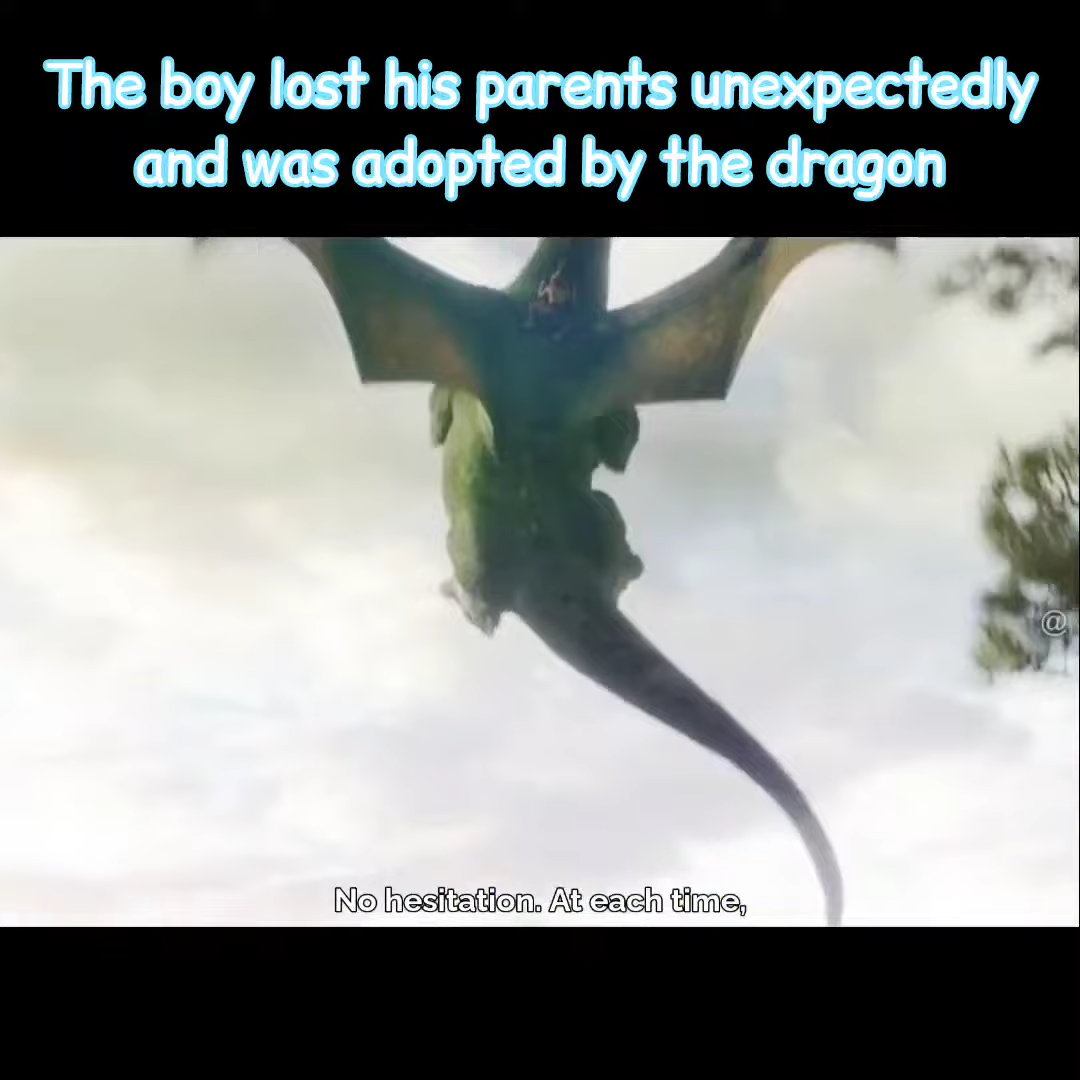 The boy lost his parents unexpectedly
and was adopted by the dragon
@
No hesitation. At each time,